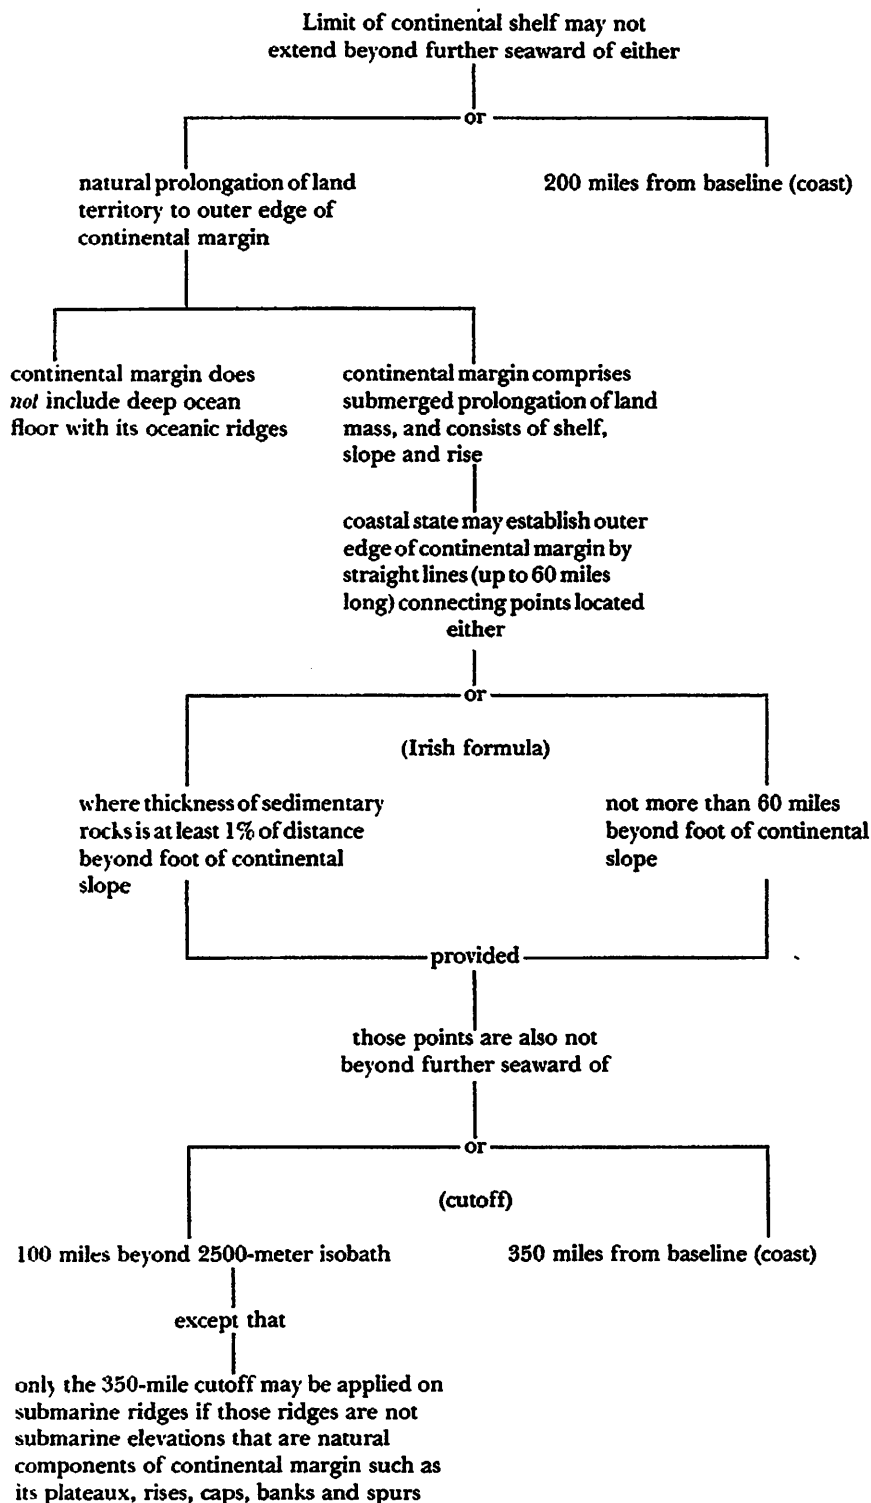 Limit of continental shelf may not
extend beyond further seaward of either
or
natural prolongation of land
territory to outer edge of
continental margin
200 miles from baseline (coast)
continental margin does
not include deep ocean
floor with its oceanic ridges
continental margin comprises
submerged prolongation of land
mass, and consists of shelf,
slope and rise
coastal state may establish outer
edge of continental margin by
straight lines (up to 60 miles
long) connecting points located
either
or
(Irish formula)
where thickness of sedimentary
rocks is at least 1% of distance
beyond foot of continental
slope
not more than 60 miles
beyond foot of continental
slope
provided
those points are also not
beyond further seaward of
or
(cutoff)
100 miles beyond 2500-meter isobath
350 miles from baseline (coast)
except that
only the 350-mile cutoff may be applied on
submarine ridges if those ridges are not
submarine elevations that are natural
components of continental margin such as
its plateaux, rises, caps, banks and spurs